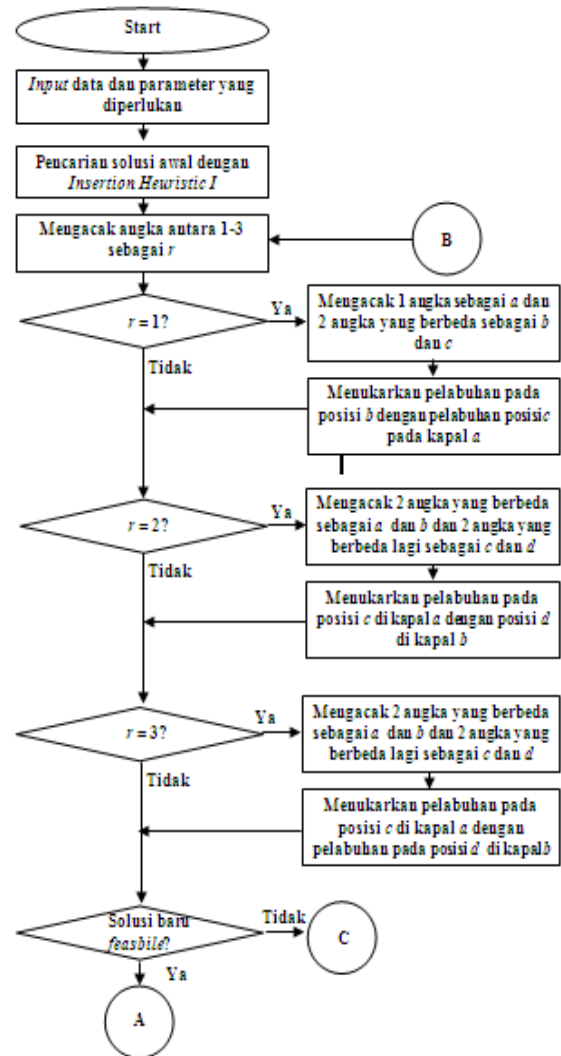 Start
Input data dan parameter yang
diperlukan
Pencarian solusi awal dengan
Insertion Heuristic I
Mengacak angka antara 1-3
sebagai r
B
r = 1?
Ya
Mengacak 1 angka sebagai a dan
2 angka yang berbeda sebagai b
dan c
Tidak
Menukarkan pelabuhan pada
posisi b dengan pelabuhan posisi c
pada kapal a
r = 2?
Ya
Mengacak 2 angka yang berbeda
sebagai a dan b dan 2 angka yang
berbeda lagi sebagai c dan d
Tidak
Menukarkan pelabuhan pada
posisi c di kapal a dengan posisi d
di kapal b
r = 3?
Ya
Mengacak 2 angka yang berbeda
sebagai a dan b dan 2 angka yang
berbeda lagi sebagai c dan d
Tidak
Menukarkan pelabuhan pada
posisi c di kapal a dengan
pelabuhan pada posisi d di kapal b
Solusi baru
feasbile?
Tidak
C
Ya
A